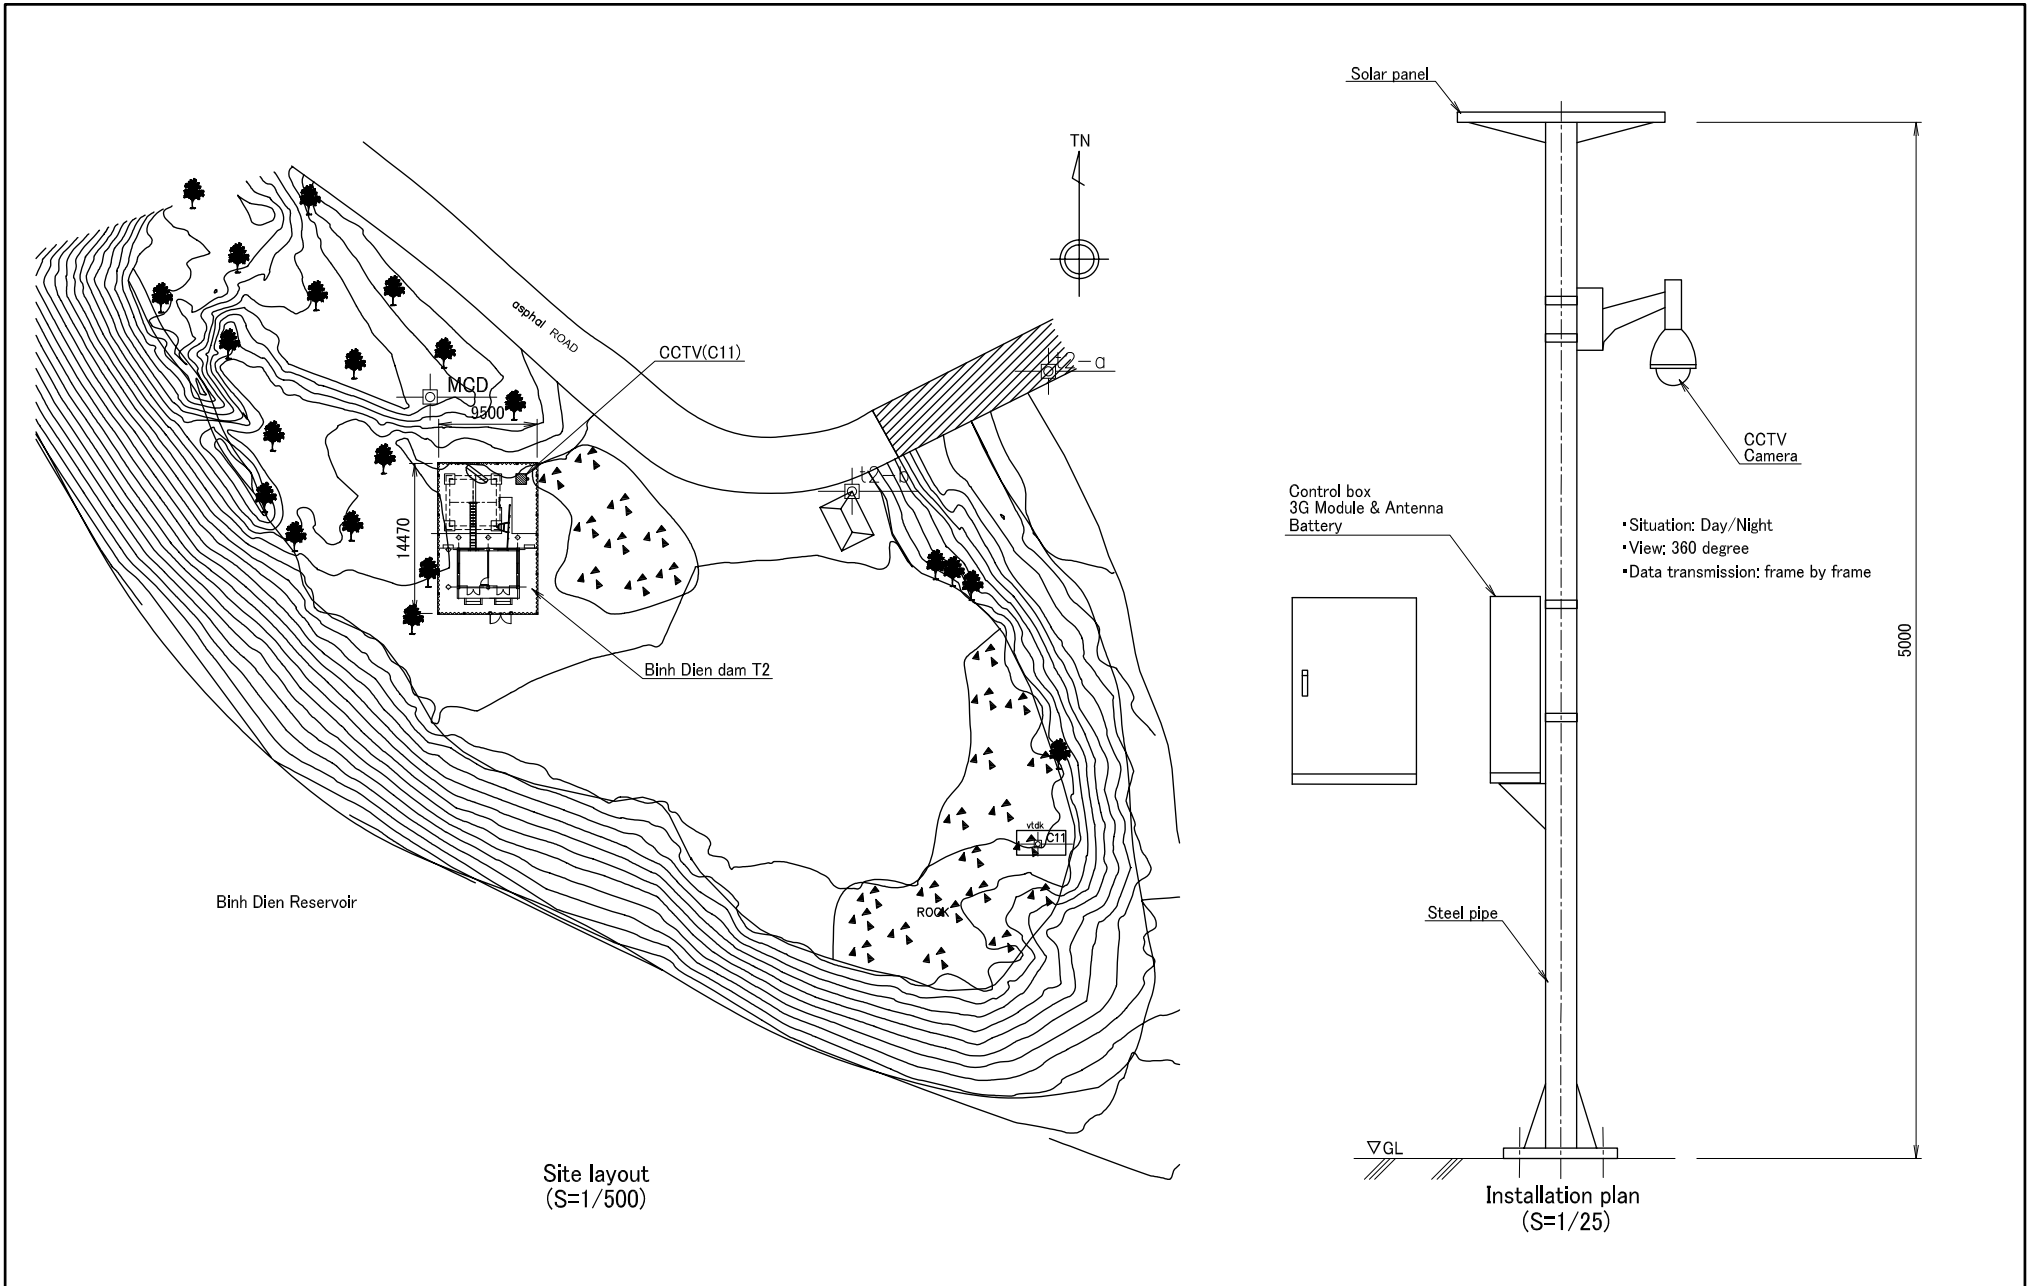 Solar panel
TN
asphal ROAD
CCTV(C11)
t2-a
MCD
9500
CCTV
Camera
t2-b
Control box
3G Module & Antenna
Battery
▪Situation: Day/Night
▪View: 360 degree
▪Data transmission: frame by frame
14470
5000
Binh Dien dam T2
vtdk
C11
Binh Dien Reservoir
ROCK
Steel pipe
▽GL
Site layout
(S=1/500)
Installation plan
(S=1/25)